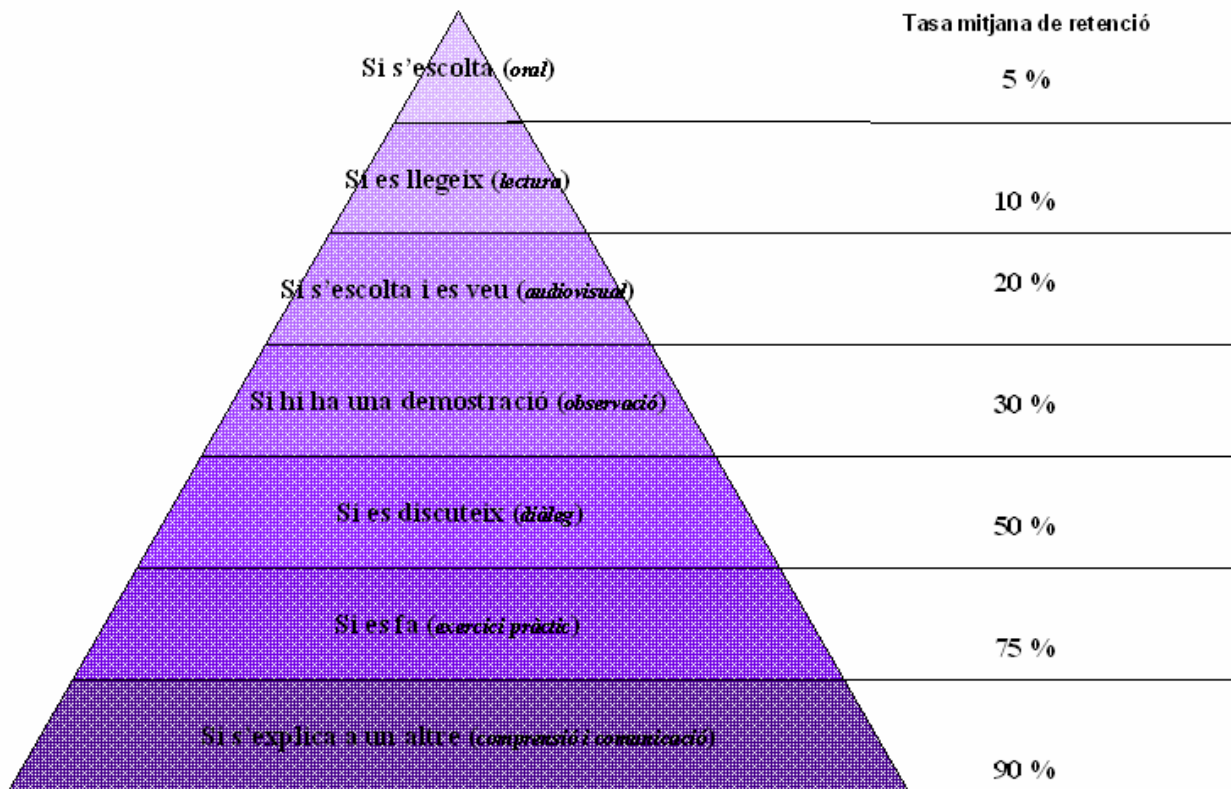 Tasa mitjana de retenció
Si s'escolta (oral)
5 %
Si es llegeix (lectura)
10 %
Si s'escolta i es veu (audiovisual)
20 %
Si hi ha una demostració (observació)
30 %
Si es discuteix (diàleg)
50 %
Si es fa (exercici pràctic)
75 %
Si s'explica a un altre (comprensió i comunicació)
90 %